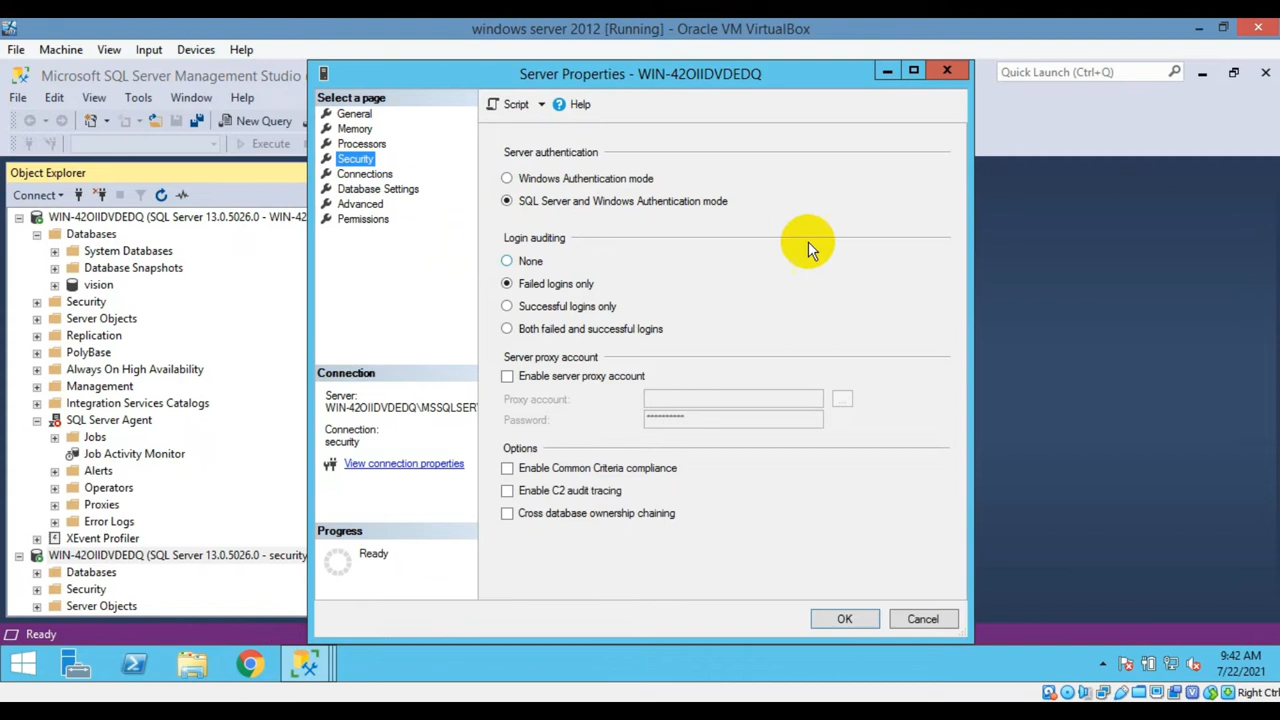 windows server 2012 [Running] - Oracle VM VirtualBox
File Machine View Input Devices Help
Microsoft SQL Server Management Studio (
Quick Launch (Ctrl+Q)
File Edit View Tools Window Help
New Query
Execute
Object Explorer
Connect
WIN-42OIIDVDEDQ (SQL Server 13.0.5026.0 - WIN-42
Databases
System Databases
Database Snapshots
vision
Security
Server Objects
Replication
PolyBase
Always On High Availability
Management
Integration Services Catalogs
SQL Server Agent
Jobs
Job Activity Monitor
Alerts
Operators
Proxies
Error Logs
XEvent Profiler
WIN-42OIIDVDEDQ (SQL Server 13.0.5026.0 - security
Databases
Security
Server Objects
Ready
Server Properties - WIN-42OIIDVDEDQ
Select a page
General
Memory
Processors
Security
Connections
Database Settings
Advanced
Permissions
Connection
Server:
WIN-42OIIDVDEDQ\MSSQLSER
Connection:
security
View connection properties
Progress
Ready
Script Help
Server authentication
Windows Authentication mode
SQL Server and Windows Authentication mode
Login auditing
None
Failed logins only
Successful logins only
Both failed and successful logins
Server proxy account
Enable server proxy account
Proxy account: ...
Password: **********
Options
Enable Common Criteria compliance
Enable C2 audit tracing
Cross database ownership chaining
OK Cancel
9:42 AM
7/22/2021
Right Ctrl